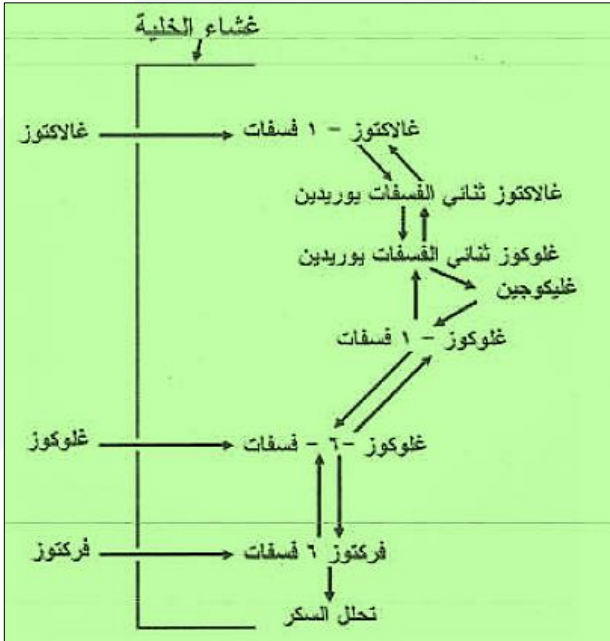 غشاء الخلية
غالاكتوز
غالاكتوز - ١ فسفات
غالاكتوز ثنائي الفسفات يوريدين
غلوكوز ثنائي الفسفات يوريدين
غليكوجين
غلوكوز - ١ فسفات
غلوكوز
غلوكوز -٦ - فسفات
فركتوز
فركتوز ٦ فسفات
تحلل السكر